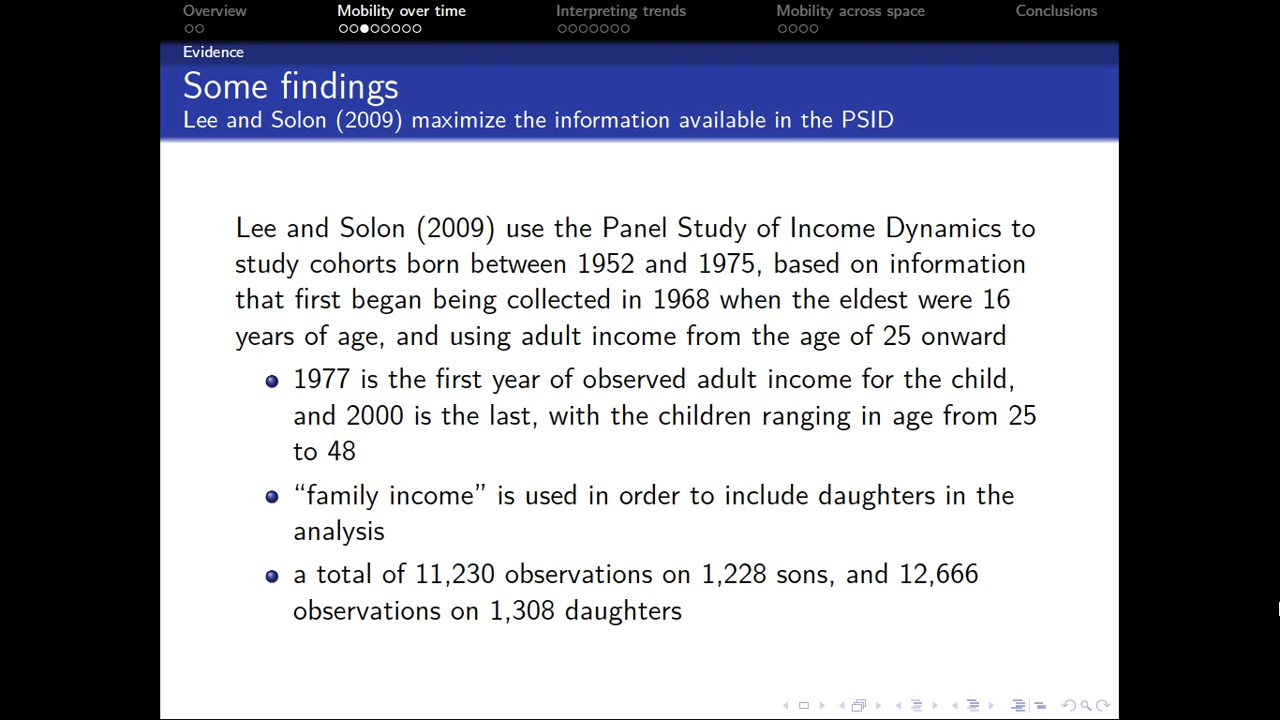 Overview
Mobility over time
Interpreting trends
Mobility across space
Conclusions
Evidence
Some findings
Lee and Solon (2009) maximize the information available in the PSID
Lee and Solon (2009) use the Panel Study of Income Dynamics to
study cohorts born between 1952 and 1975, based on information
that first began being collected in 1968 when the eldest were 16
years of age, and using adult income from the age of 25 onward
1977 is the first year of observed adult income for the child,
and 2000 is the last, with the children ranging in age from 25
to 48
“family income” is used in order to include daughters in the
analysis
a total of 11,230 observations on 1,228 sons, and 12,666
observations on 1,308 daughters